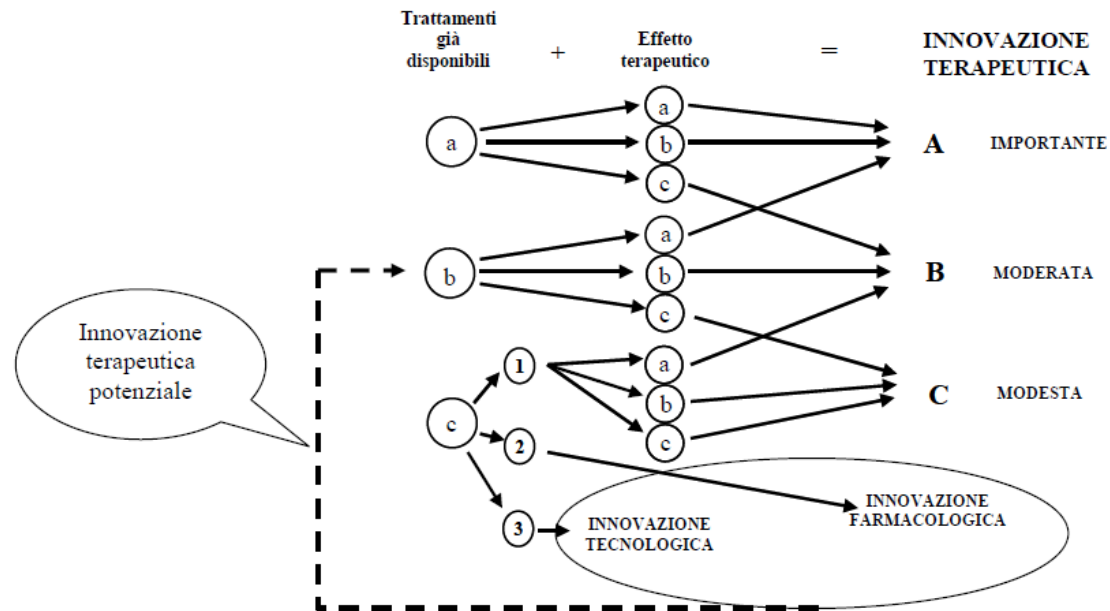 Trattamenti
già
disponibili
+
Effetto
terapeutico
=
INNOVAZIONE
TERAPEUTICA
a
a
b
c
A
IMPORTANTE
b
a
b
c
B
MODERATA
Innovazione
terapeutica
potenziale
c
1
2
3
a
b
c
C
MODESTA
INNOVAZIONE
TECNOLOGICA
INNOVAZIONE
FARMACOLOGICA